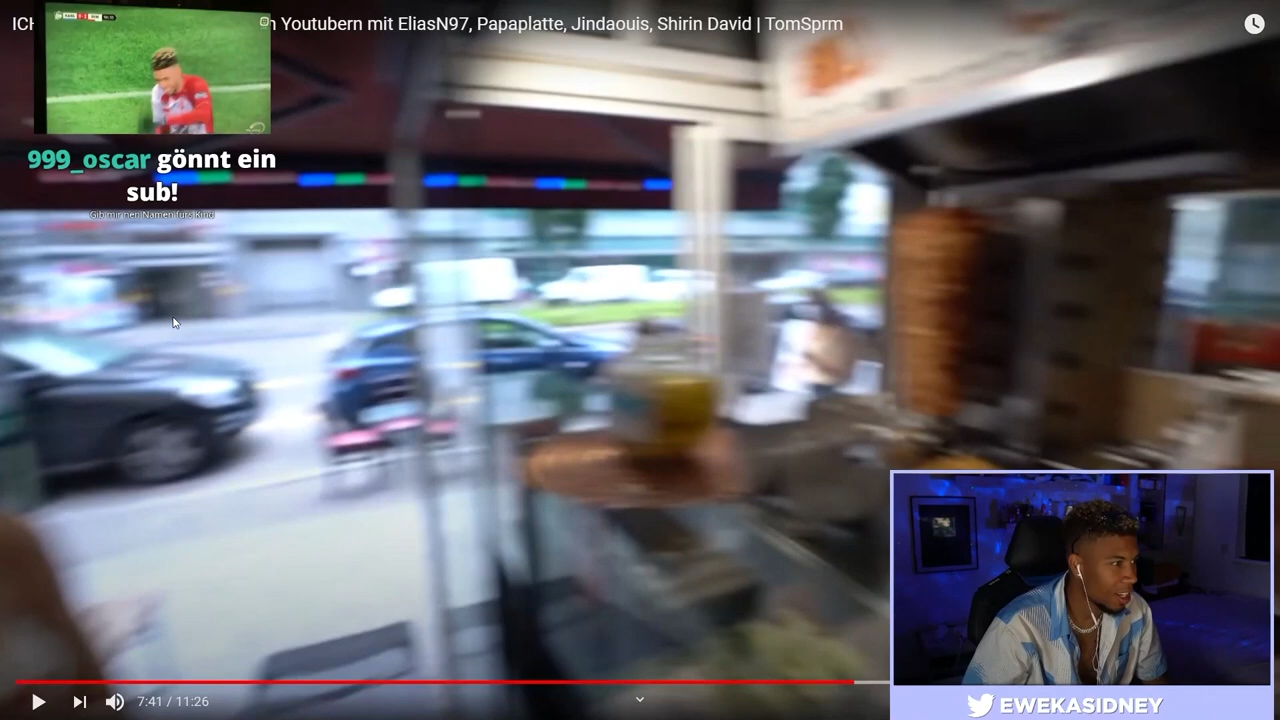 n Youtubern mit EliasN97, Papaplatte, Jindaouis, Shirin David | TomSprm
999_oscar gönnt ein
sub!
Gib mir nen Namen fürs Kind
7:41 / 11:26
EWEKASIDNEY